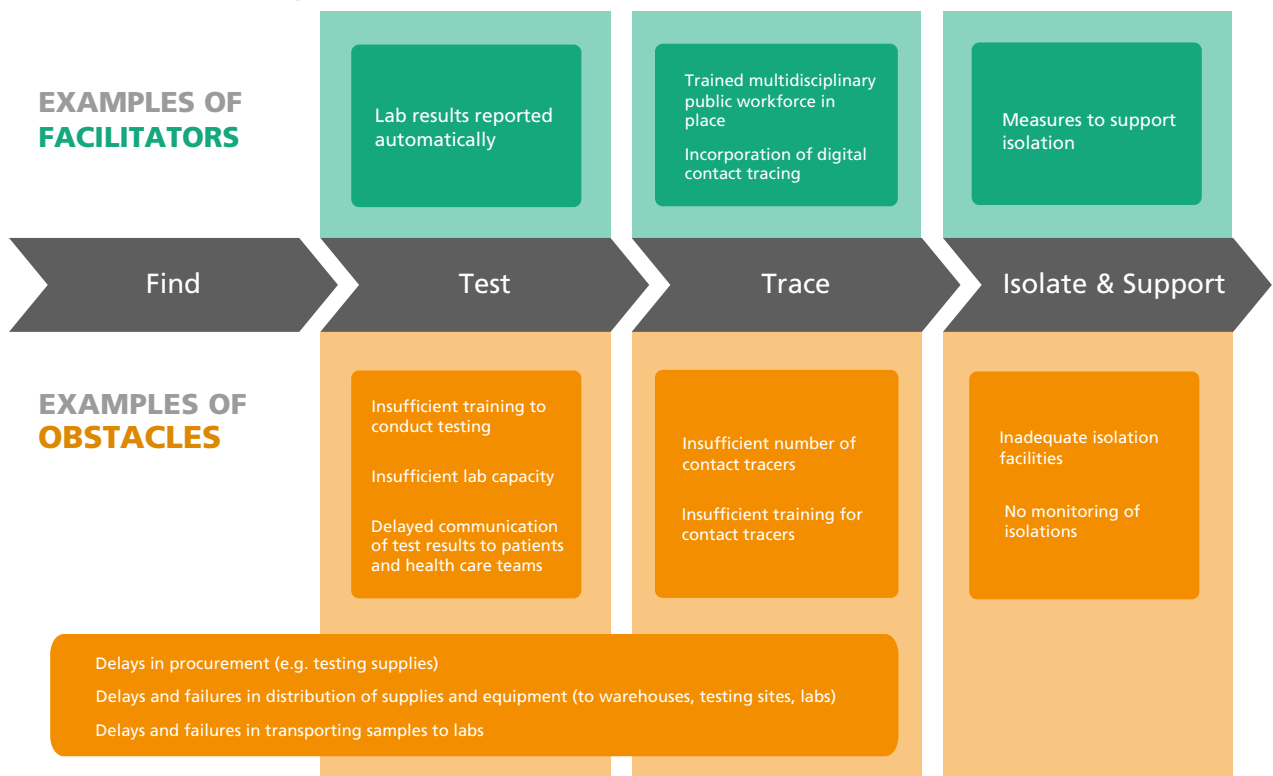 EXAMPLES OF
FACILITATORS
Lab results reported
automatically
Trained multidisciplinary
public workforce in
place
Incorporation of digital
contact tracing
Measures to support
isolation
Find
Test
Trace
Isolate & Support
EXAMPLES OF
OBSTACLES
Insufficient training to
conduct testing
Insufficient lab capacity
Delayed communication
of test results to patients
and health care teams
Insufficient number of
contact tracers
Insufficient training for
contact tracers
Inadequate isolation
facilities
No monitoring of
isolations
Delays in procurement (e.g. testing supplies)
Delays and failures in distribution of supplies and equipment (to warehouses, testing sites, labs)
Delays and failures in transporting samples to labs